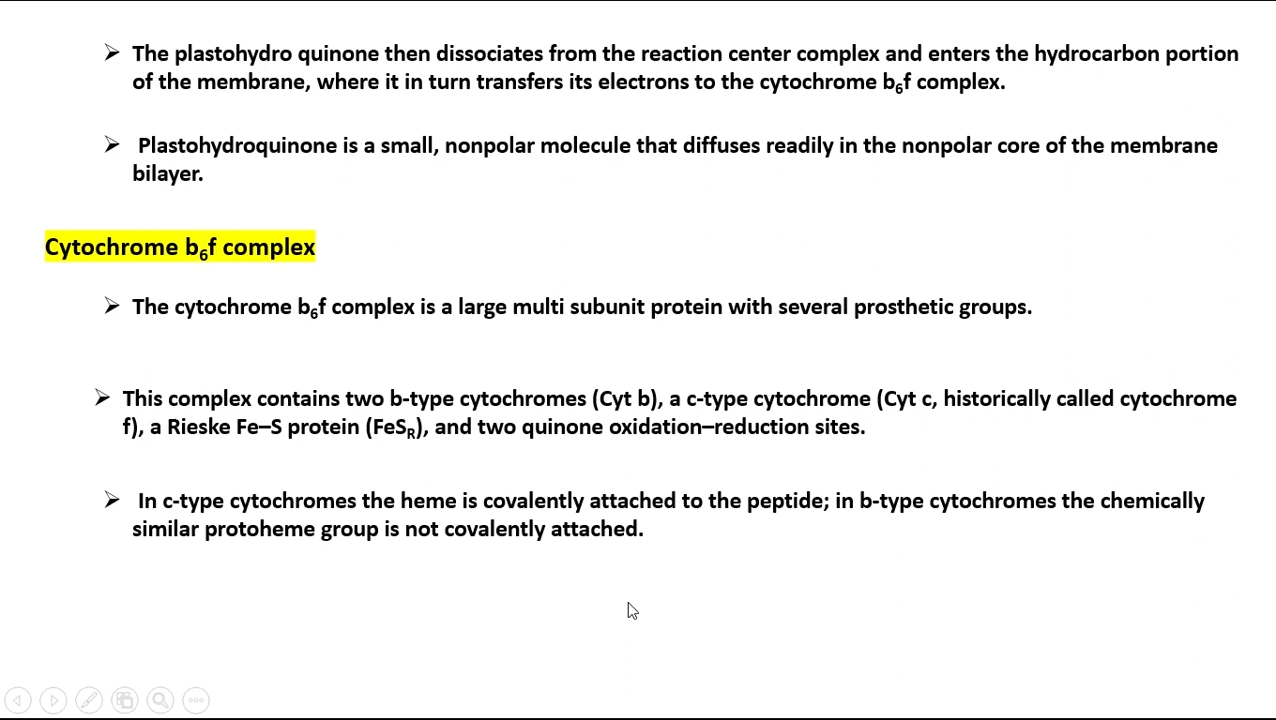 ➢ The plastohydro quinone then dissociates from the reaction center complex and enters the hydrocarbon portion
of the membrane, where it in turn transfers its electrons to the cytochrome b₆f complex.
➢ Plastohydroquinone is a small, nonpolar molecule that diffuses readily in the nonpolar core of the membrane
bilayer.
Cytochrome b₆f complex
➢ The cytochrome b₆f complex is a large multi subunit protein with several prosthetic groups.
➢ This complex contains two b-type cytochromes (Cyt b), a c-type cytochrome (Cyt c, historically called cytochrome
f), a Rieske Fe–S protein (FeSR), and two quinone oxidation–reduction sites.
➢ In c-type cytochromes the heme is covalently attached to the peptide; in b-type cytochromes the chemically
similar protoheme group is not covalently attached.